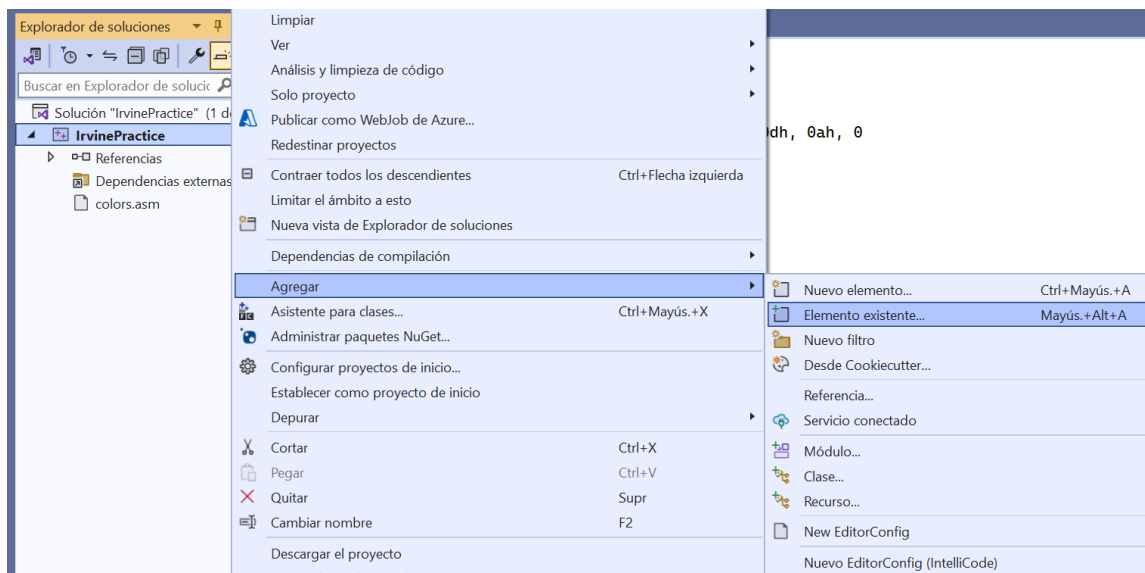 Explorador de soluciones
Buscar en Explorador de soluci
Solución "IrvinePractice" (1 d
IrvinePractice
Referencias
Dependencias externas
colors.asm
Limpiar
Ver
Análisis y limpieza de código
Solo proyecto
Publicar como WebJob de Azure...
Redestinar proyectos
Contraer todos los descendientes Ctrl+Flecha izquierda
Limitar el ámbito a esto
Nueva vista de Explorador de soluciones
Dependencias de compilación
Agregar
Asistente para clases... Ctrl+Mayús.+X
Administrar paquetes NuGet...
Configurar proyectos de inicio...
Establecer como proyecto de inicio
Depurar
Cortar Ctrl+X
Pegar Ctrl+V
Quitar Supr
Cambiar nombre F2
Descargar el proyecto
dh, 0ah, 0
Nuevo elemento... Ctrl+Mayús.+A
Elemento existente... Mayús.+Alt+A
Nuevo filtro
Desde Cookiecutter...
Referencia...
Servicio conectado
Módulo...
Clase...
Recurso...
New EditorConfig
Nuevo EditorConfig (IntelliCode)